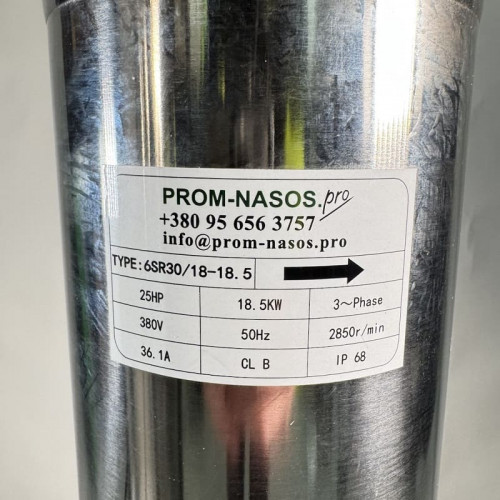 PROM-NASOS.pro
+380 95 656 3757
info@prom-nasos.pro
TYPE:6SR30/18-18.5
25HP 18.5KW 3~Phase
380V 50Hz 2850r/min
36.1A CL B IP 68